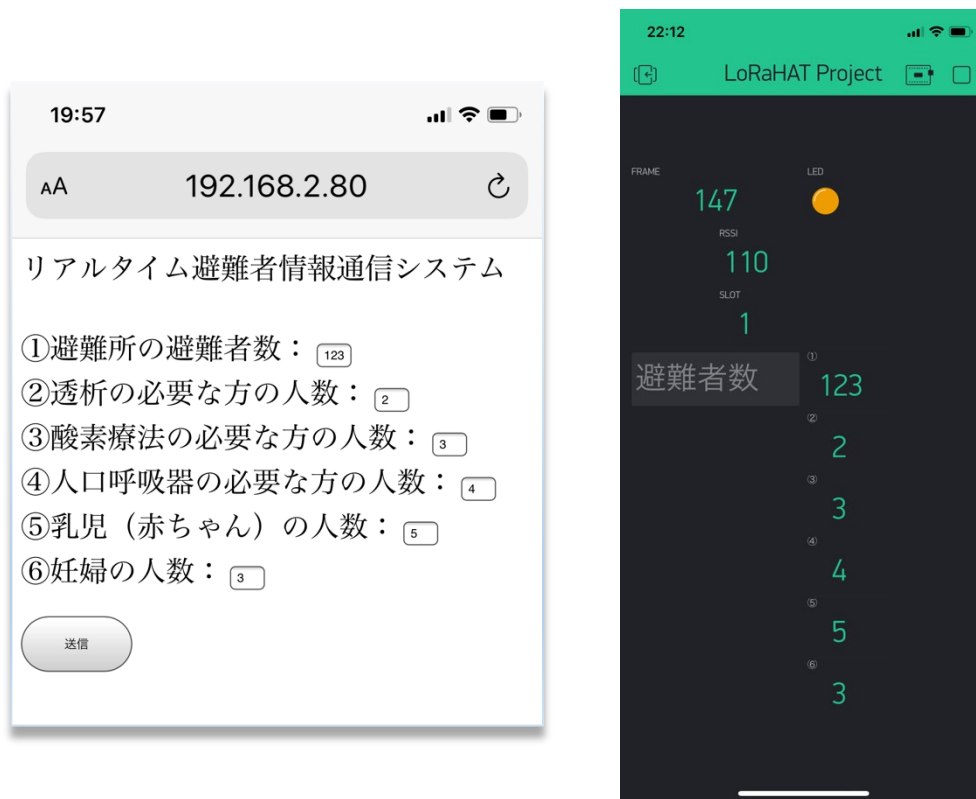 19:57
AA 192.168.2.80
リアルタイム避難者情報通信システム
①避難所の避難者数： 123
②透析の必要な方の人数： 2
③酸素療法の必要な方の人数： 3
④人口呼吸器の必要な方の人数： 4
⑤乳児（赤ちゃん）の人数： 5
⑥妊婦の人数： 3
送信
22:12
LoRaHAT Project
FRAME LED
147
RSSI
110
SLOT
1
避難者数
①
123
②
2
③
3
④
4
⑤
5
⑥
3